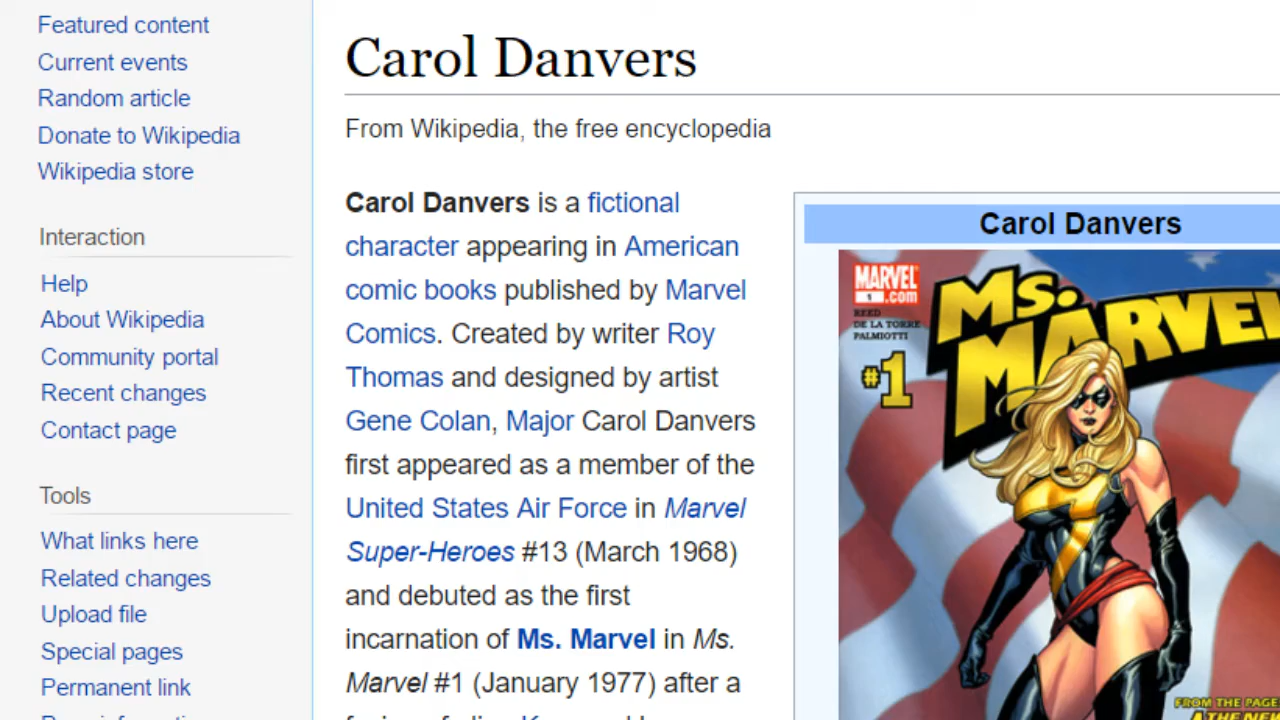 Featured content
Current events
Random article
Donate to Wikipedia
Wikipedia store
Interaction
Help
About Wikipedia
Community portal
Recent changes
Contact page
Tools
What links here
Related changes
Upload file
Special pages
Permanent link
Carol Danvers
From Wikipedia, the free encyclopedia
Carol Danvers is a fictional
character appearing in American
comic books published by Marvel
Comics. Created by writer Roy
Thomas and designed by artist
Gene Colan, Major Carol Danvers
first appeared as a member of the
United States Air Force in Marvel
Super-Heroes #13 (March 1968)
and debuted as the first
incarnation of Ms. Marvel in Ms.
Marvel #1 (January 1977) after a
Carol Danvers
MARVEL
1 .com
REED
DE LA TORRE
PALMIOTTI
#1
MS.
MARVEL
FROM THE PAGE